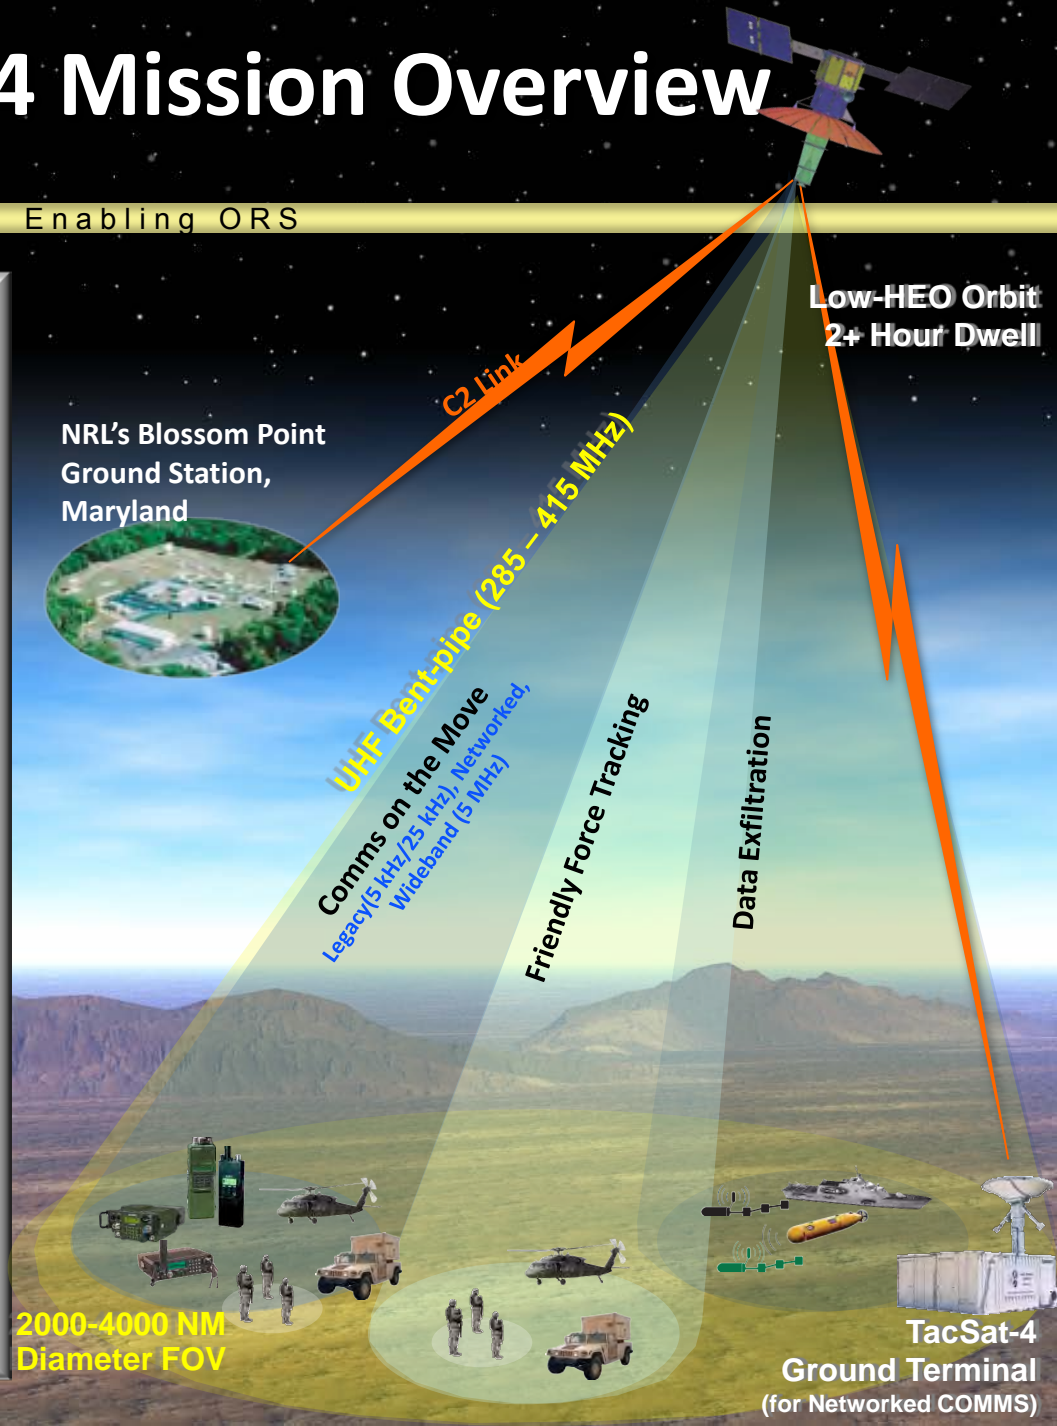 4 Mission Overview
Enabling ORS
Low-HEO Orbit
2+ Hour Dwell
C2 Link
NRL's Blossom Point
Ground Station,
Maryland
UHF Bent-pipe (285 – 415 MHz)
Comms on the Move
Legacy(5 kHz/25 kHz), Networked,
Wideband (5 MHz)
Friendly Force Tracking
Data Exfiltration
2000-4000 NM
Diameter FOV
TacSat-4
Ground Terminal
(for Networked COMMS)